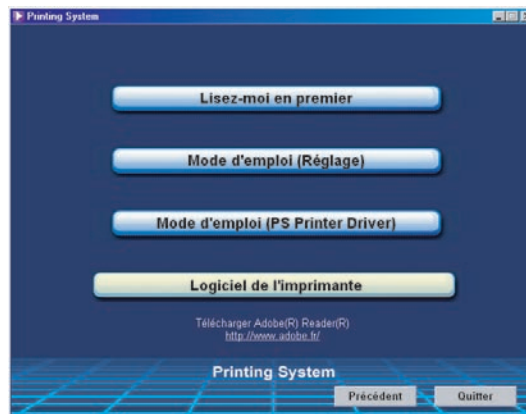 Printing System
Lisez-moi en premier
Mode d'emploi (Réglage)
Mode d'emploi (PS Printer Driver)
Logiciel de l'imprimante
Télécharger Adobe(R) Reader(R)
http://www.adobe.fr/
Printing System
Précédent Quitter